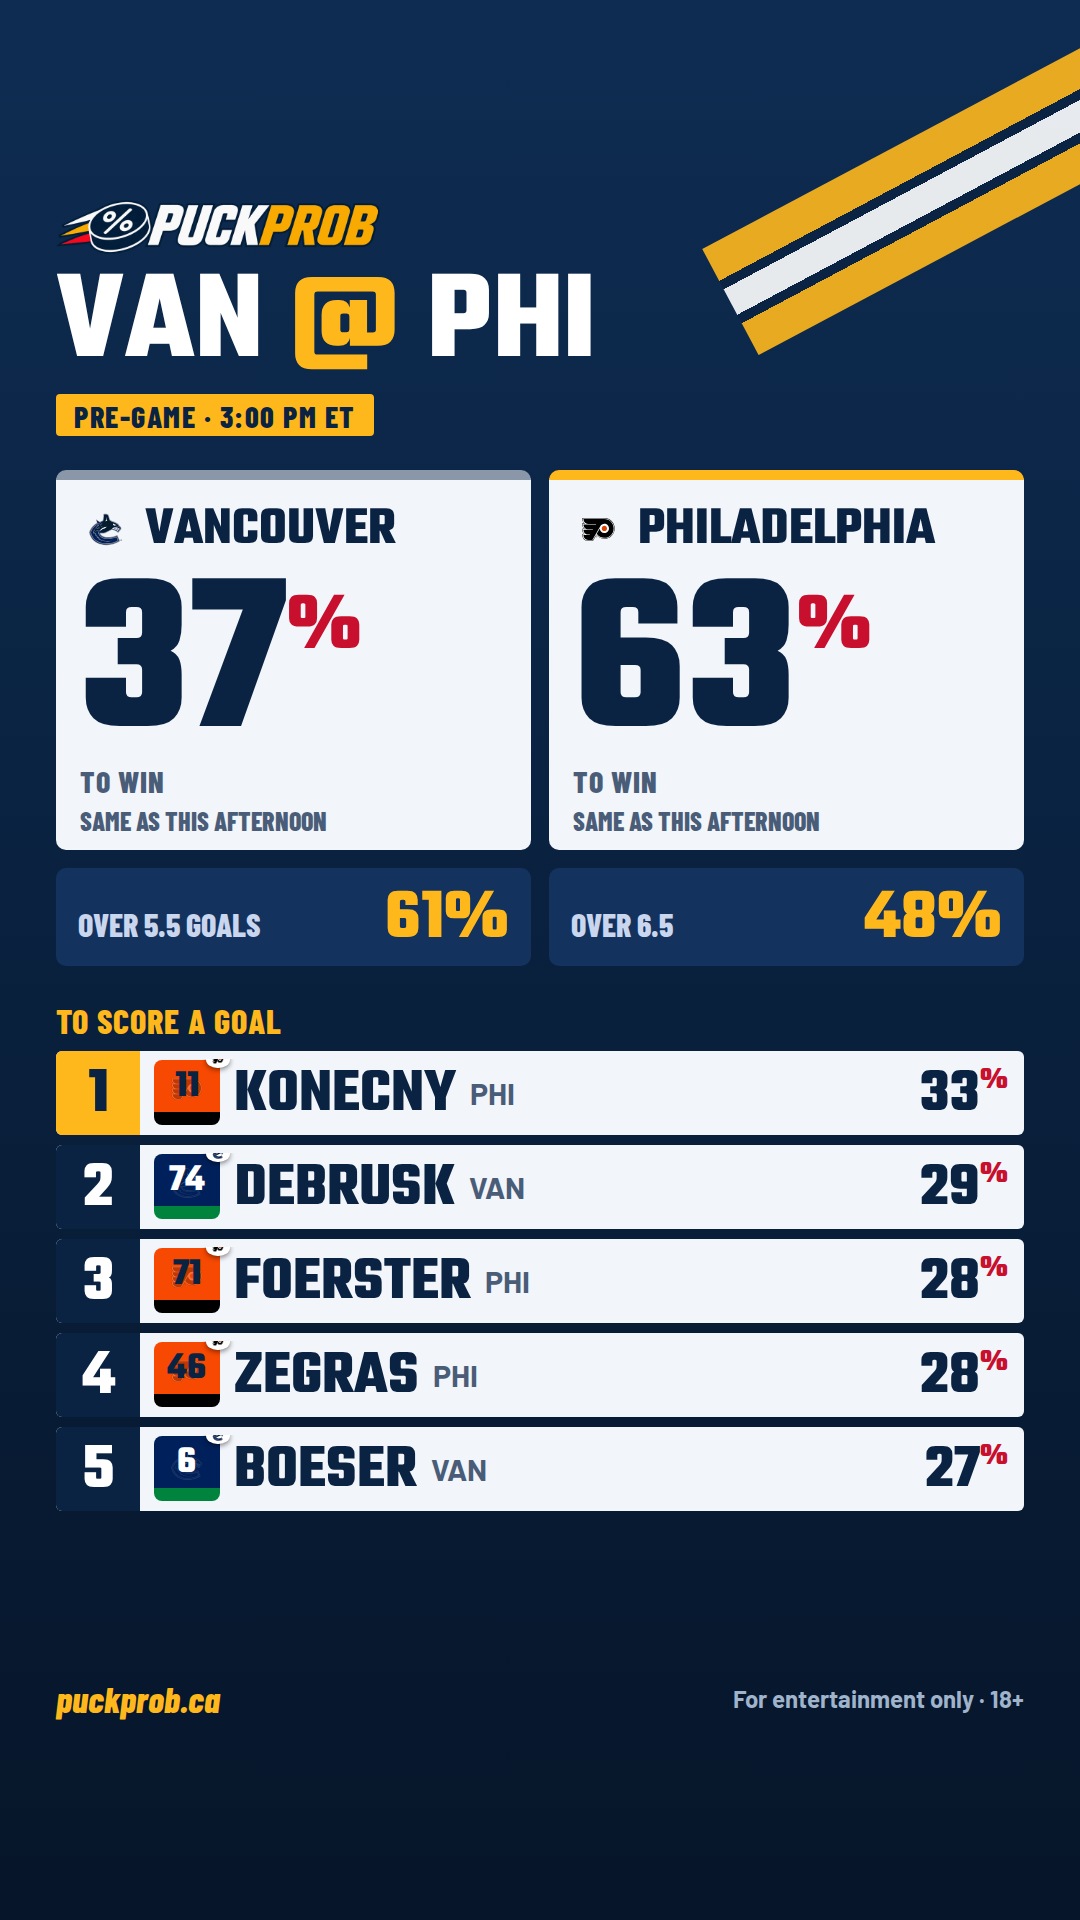 % PUCKPROB
VAN @ PHI
PRE-GAME · 3:00 PM ET
VANCOUVER
37%
TO WIN
SAME AS THIS AFTERNOON
PHILADELPHIA
63%
TO WIN
SAME AS THIS AFTERNOON
OVER 5.5 GOALS 61%
OVER 6.5 48%
TO SCORE A GOAL
1 11 KONECNY PHI 33%
2 74 DEBRUSK VAN 29%
3 71 FOERSTER PHI 28%
4 46 ZEGRAS PHI 28%
5 6 BOESER VAN 27%
puckprob.ca
For entertainment only · 18+